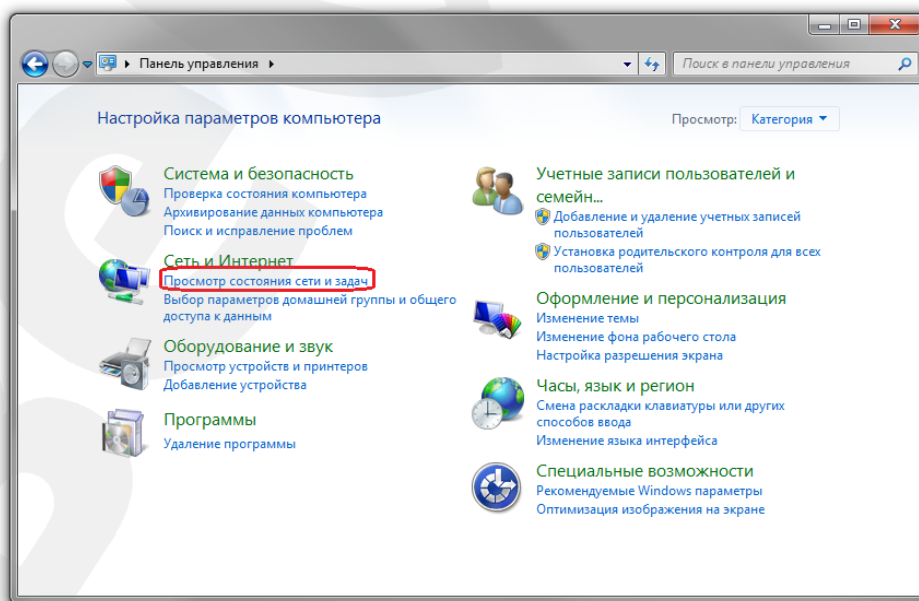 Панель управления
Поиск в панели управления
Настройка параметров компьютера
Просмотр: Категория
Система и безопасность
Проверка состояния компьютера
Архивирование данных компьютера
Поиск и исправление проблем
Сеть и Интернет
Просмотр состояния сети и задач
Выбор параметров домашней группы и общего
доступа к данным
Оборудование и звук
Просмотр устройств и принтеров
Добавление устройства
Программы
Удаление программы
Учетные записи пользователей и
семейн...
Добавление и удаление учетных записей
пользователей
Установка родительского контроля для всех
пользователей
Оформление и персонализация
Изменение темы
Изменение фона рабочего стола
Настройка разрешения экрана
Часы, язык и регион
Смена раскладки клавиатуры или других
способов ввода
Изменение языка интерфейса
Специальные возможности
Рекомендуемые Windows параметры
Оптимизация изображения на экране